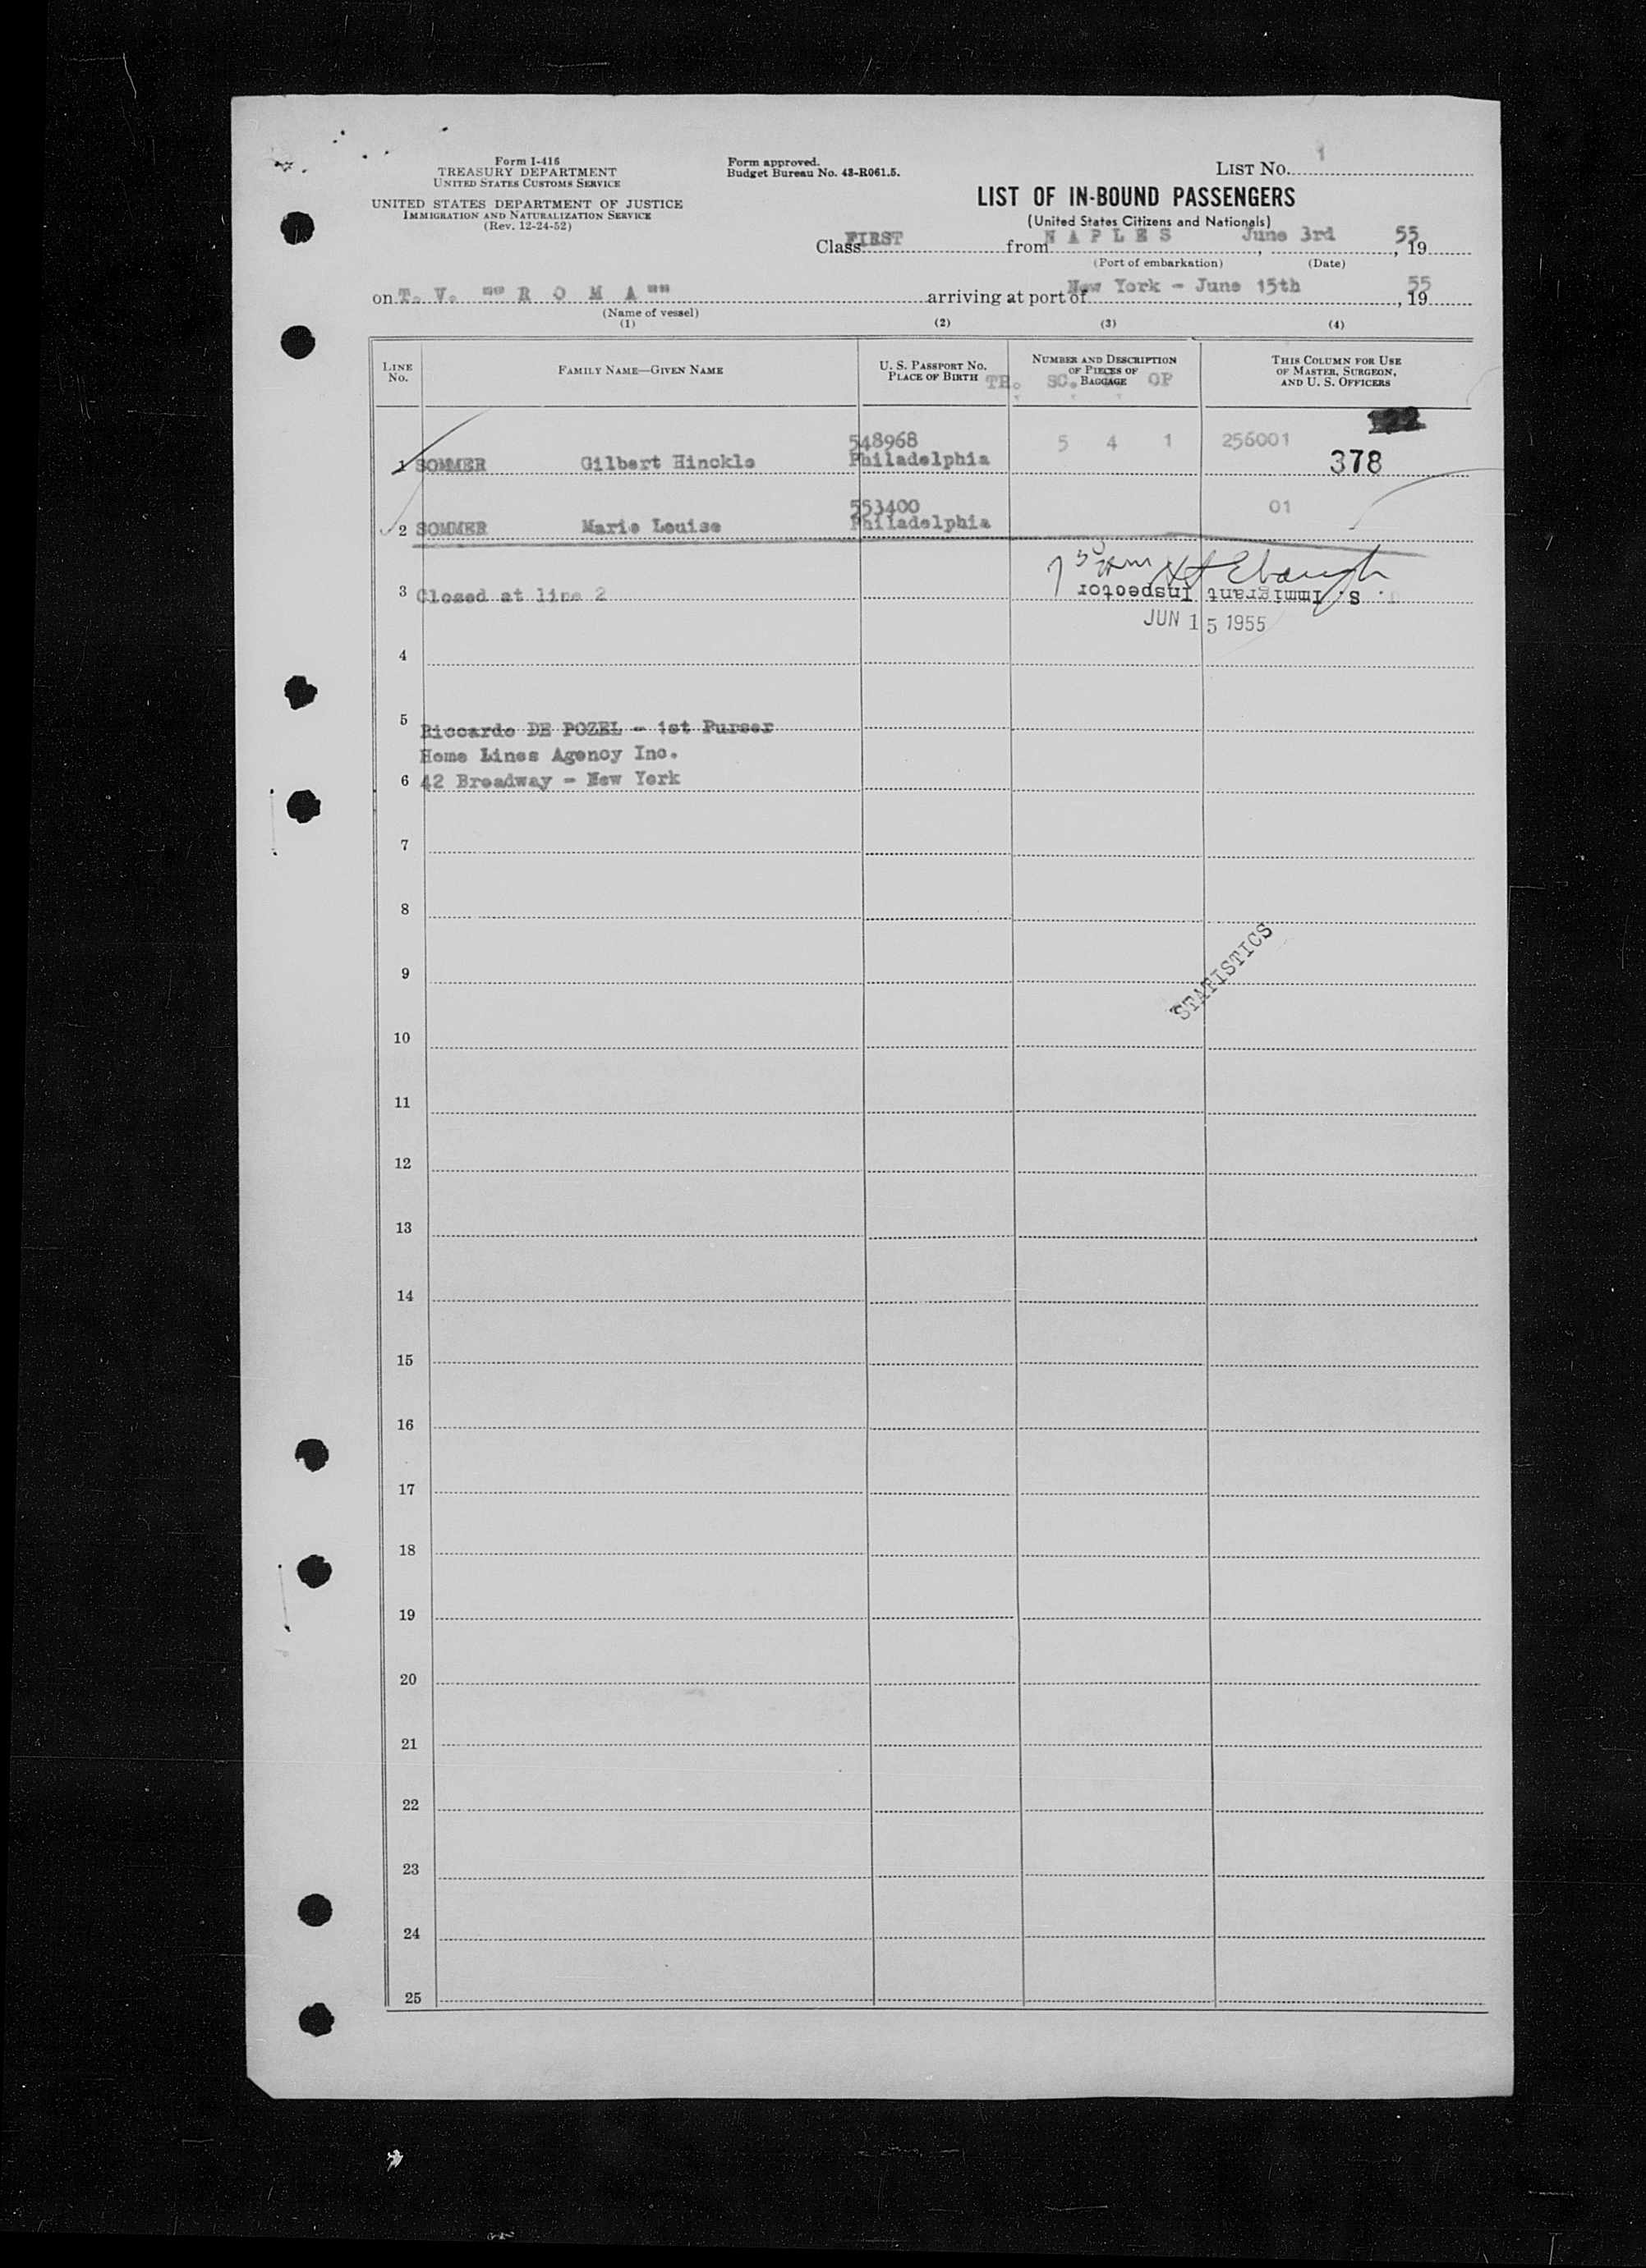 Form I-416
TREASURY DEPARTMENT
UNITED STATES CUSTOMS SERVICE
UNITED STATES DEPARTMENT OF JUSTICE
IMMIGRATION AND NATURALIZATION SERVICE
(Rev. 12-24-52)
Form approved.
Budget Bureau No. 43-R061.5.
LIST NO. 1
LIST OF IN-BOUND PASSENGERS
(United States Citizens and Nationals)
Class FIRST from N A P L E S, June 3rd, 1955
(Port of embarkation) (Date)
on T. V. "" R O M A "" arriving at port of New York - June 15th, 1955
(Name of vessel)
(1) (2) (3) (4)
LINE NO. FAMILY NAME—GIVEN NAME U. S. PASSPORT NO. PLACE OF BIRTH NUMBER AND DESCRIPTION OF PIECES OF BAGGAGE THIS COLUMN FOR USE OF MASTER, SURGEON, AND U. S. OFFICERS
TR. SC. OP
548968 5 4 1 256001
1 SOMMER Gilbert Hinckle Philadelphia 378
553400 01
2 SOMMER Marie Louise Philadelphia
3 Closed at line 2
S. Immigrant Inspector
JUN 15 1955
4
5 Riccardo DE POZEL - 1st Purser
Home Lines Agency Inc.
6 42 Broadway - New York
7
8
STATISTICS
9
10
11
12
13
14
15
16
17
18
19
20
21
22
23
24
25